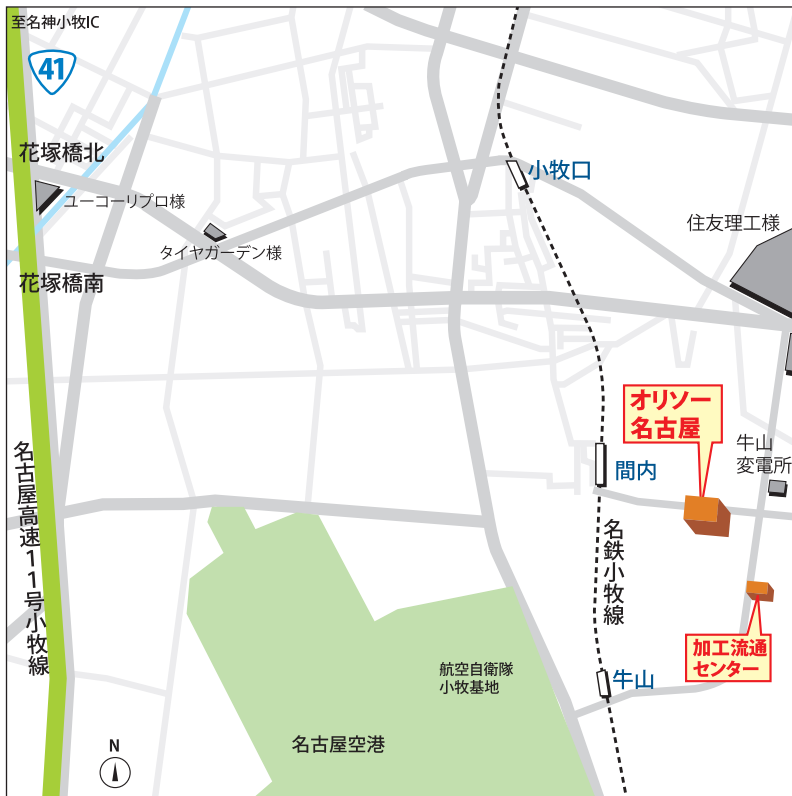 至名神小牧IC
41
花塚橋北
小牧口
ユーコーリプロ様
住友理工様
タイヤガーデン様
花塚橋南
オリソー
名古屋
牛山
変電所
間内
名古屋高速11号小牧線
名鉄小牧線
加工流通
センター
航空自衛隊
小牧基地
牛山
名古屋空港
N